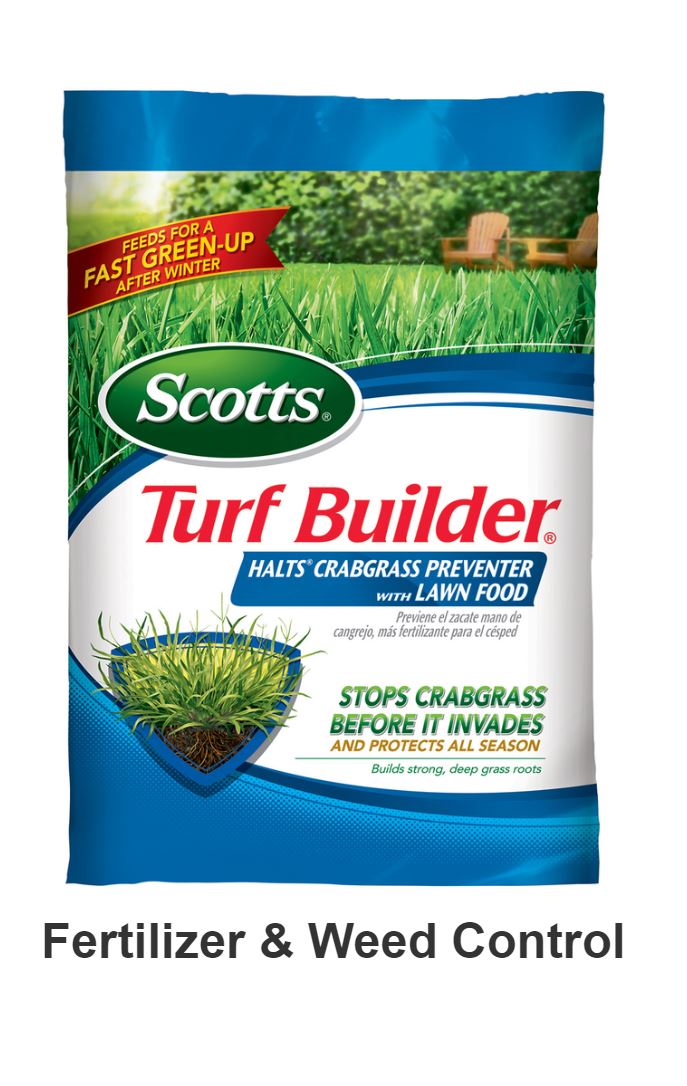 FEEDS FOR A
FAST GREEN-UP
AFTER WINTER
Scotts®
Turf Builder®
HALTS® CRABGRASS PREVENTER
WITH LAWN FOOD
Previene el zacate mano de
cangrejo, más fertilizante para el césped
STOPS CRABGRASS
BEFORE IT INVADES
AND PROTECTS ALL SEASON
Builds strong, deep grass roots
Fertilizer & Weed Control